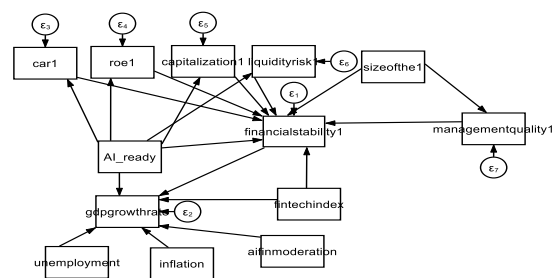 ε3
ε4
ε5
car1
roe1
capitalization1
liquidityrisk1
ε6
sizeofthe1
ε1
financialstability1
managementquality1
AI_ready
ε7
gdpgrowthrate
ε2
fintechindex
unemployment
inflation
aifinmoderation